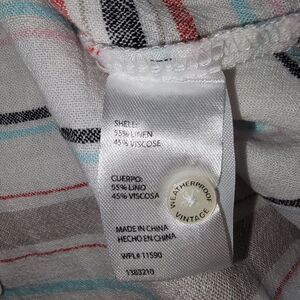 SHELL:
55% LINEN
45% VISCOSE
CUERPO:
55% LINO
45% VISCOSA
WEATHERPROOF
VINTAGE
MADE IN CHINA
HECHO EN CHINA
WPL# 11590
1383210